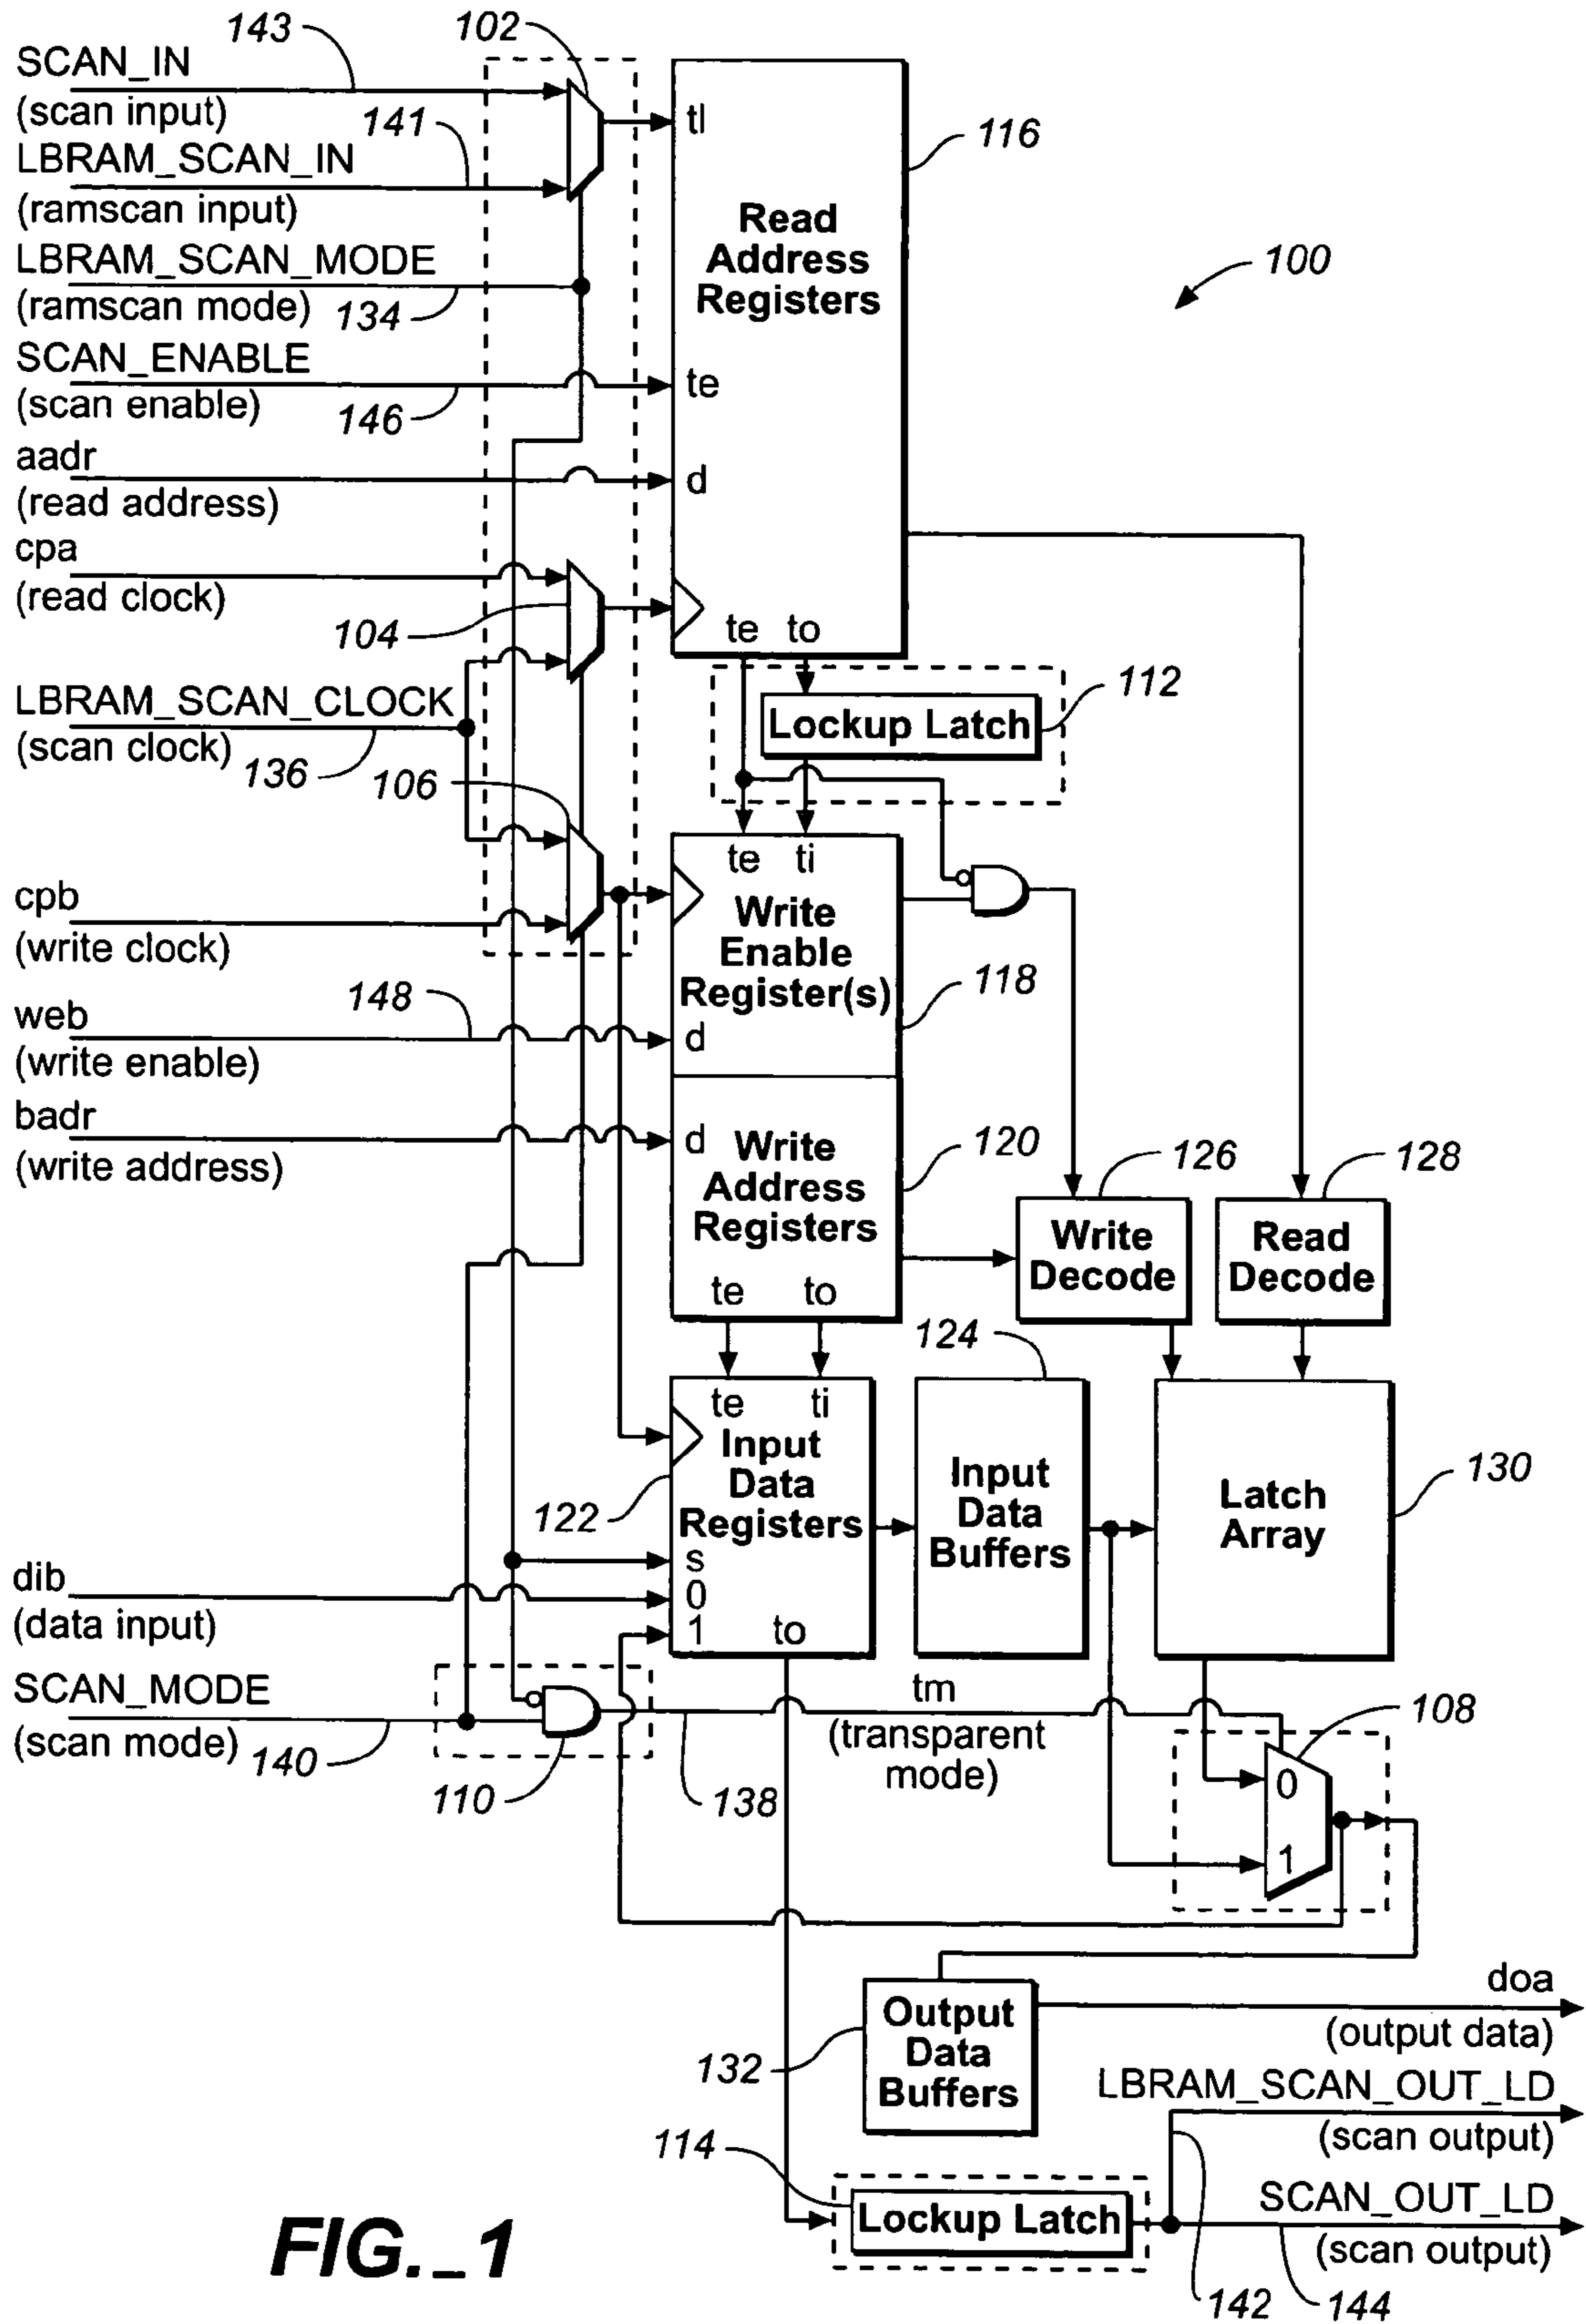 143
102
SCAN_IN
(scan input)
141
LBRAM_SCAN_IN
(ramscan input)
LBRAM_SCAN_MODE
(ramscan mode)
134
SCAN_ENABLE
(scan enable)
146
aadr
(read address)
cpa
(read clock)
104
LBRAM_SCAN_CLOCK
(scan clock)
136
106
cpb
(write clock)
148
web
(write enable)
badr
(write address)
tl
Read
Address
Registers
te
d
te to
116
100
Lockup Latch
112
te ti
Write
Enable
Register(s)
d
118
d Write
Address
Registers
te to
120
126
128
Write
Decode
Read
Decode
124
te ti
Input
Data
Registers
s
0
1 to
122
Input
Data
Buffers
Latch
Array
130
dib
(data input)
SCAN_MODE
(scan mode)
140
110
138
tm
(transparent
mode)
108
0
1
Output
Data
Buffers
132
doa
(output data)
LBRAM_SCAN_OUT_LD
(scan output)
114
Lockup Latch
SCAN_OUT_LD
(scan output)
142
144
FIG._1